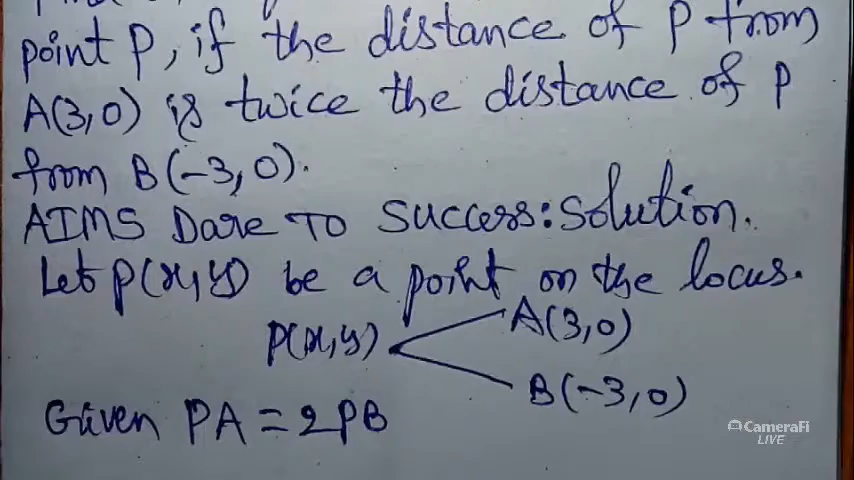 point P, if the distance of P from
A(3,0) is twice the distance of P
from B(-3,0).
AIMS Dare To Success: Solution.
Let P(x,y) be a point on the locus.
P(x,y)
A(3,0)
B(-3,0)
Given PA = 2PB
CameraFi
LIVE